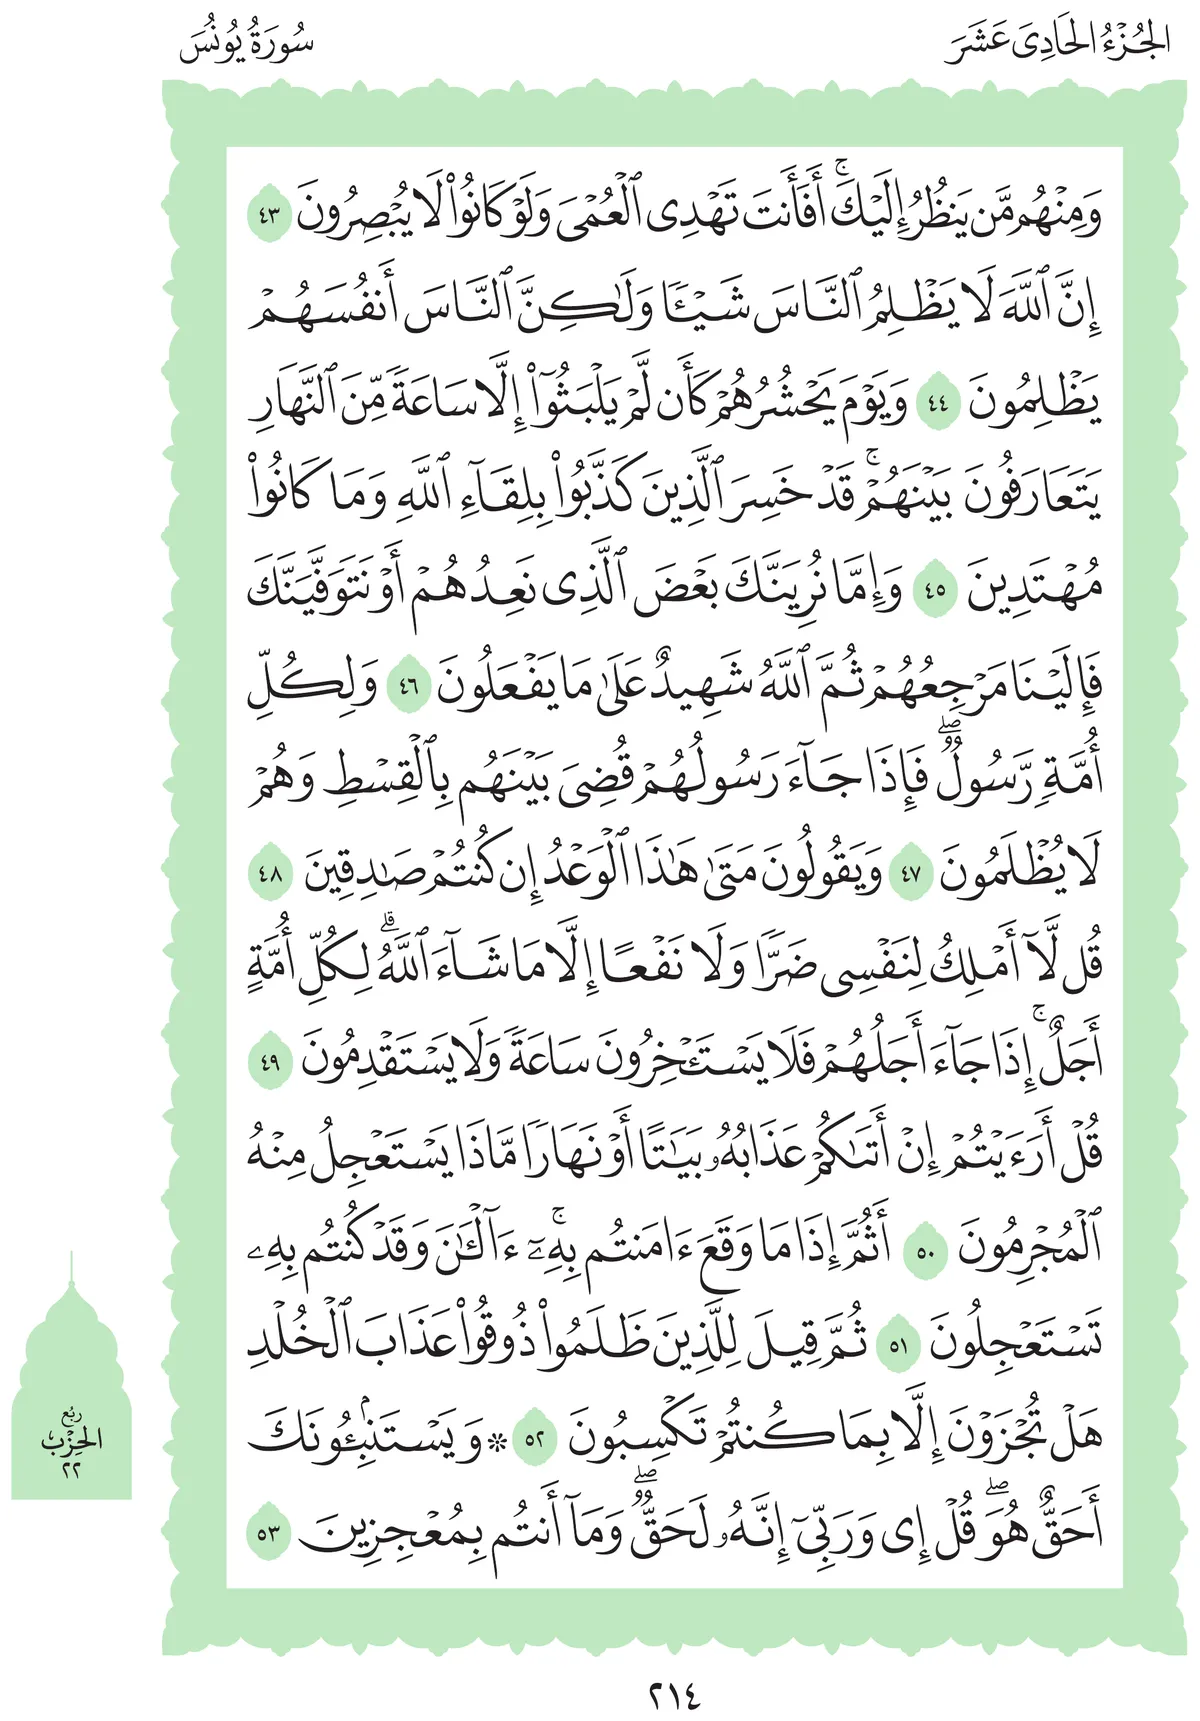 الجُزْءُ الحَادِىَ عَشَرَ
سُورَةُ يُونُسَ
وَمِنْهُم مَّن يَنظُرُ إِلَيْكَۚ أَفَأَنتَ تَهْدِى ٱلْعُمْىَ وَلَوْ كَانُوا۟ لَا يُبْصِرُونَ ٤٣
إِنَّ ٱللَّهَ لَا يَظْلِمُ ٱلنَّاسَ شَيْـًٔا وَلَٰكِنَّ ٱلنَّاسَ أَنفُسَهُمْ
يَظْلِمُونَ ٤٤ وَيَوْمَ يَحْشُرُهُمْ كَأَن لَّمْ يَلْبَثُوٓا۟ إِلَّا سَاعَةً مِّنَ ٱلنَّهَارِ
يَتَعَارَفُونَ بَيْنَهُمْۚ قَدْ خَسِرَ ٱلَّذِينَ كَذَّبُوا۟ بِلِقَآءِ ٱللَّهِ وَمَا كَانُوا۟
مُهْتَدِينَ ٤٥ وَإِمَّا نُرِيَنَّكَ بَعْضَ ٱلَّذِى نَعِدُهُمْ أَوْ نَتَوَفَّيَنَّكَ
فَإِلَيْنَا مَرْجِعُهُمْ ثُمَّ ٱللَّهُ شَهِيدٌ عَلَىٰ مَا يَفْعَلُونَ ٤٦ وَلِكُلِّ
أُمَّةٍ رَّسُولٌۖ فَإِذَا جَآءَ رَسُولُهُمْ قُضِىَ بَيْنَهُم بِٱلْقِسْطِ وَهُمْ
لَا يُظْلَمُونَ ٤٧ وَيَقُولُونَ مَتَىٰ هَٰذَا ٱلْوَعْدُ إِن كُنتُمْ صَٰدِقِينَ ٤٨
قُل لَّآ أَمْلِكُ لِنَفْسِى ضَرًّا وَلَا نَفْعًا إِلَّا مَا شَآءَ ٱللَّهُۗ لِكُلِّ أُمَّةٍ
أَجَلٌۚ إِذَا جَآءَ أَجَلُهُمْ فَلَا يَسْتَـْٔخِرُونَ سَاعَةً وَلَا يَسْتَقْدِمُونَ ٤٩
قُلْ أَرَءَيْتُمْ إِنْ أَتَىٰكُمْ عَذَابُهُۥ بَيَٰتًا أَوْ نَهَارًا مَّاذَا يَسْتَعْجِلُ مِنْهُ
ٱلْمُجْرِمُونَ ٥٠ أَثُمَّ إِذَا مَا وَقَعَ ءَامَنتُم بِهِۦٓۚ ءَآلْـَٰٔنَ وَقَدْ كُنتُم بِهِۦ
تَسْتَعْجِلُونَ ٥١ ثُمَّ قِيلَ لِلَّذِينَ ظَلَمُوا۟ ذُوقُوا۟ عَذَابَ ٱلْخُلْدِ
هَلْ تُجْزَوْنَ إِلَّا بِمَا كُنتُمْ تَكْسِبُونَ ٥٢ * وَيَسْتَنۢبِـُٔونَكَ
أَحَقٌّ هُوَۖ قُلْ إِى وَرَبِّىٓ إِنَّهُۥ لَحَقٌّۖ وَمَآ أَنتُم بِمُعْجِزِينَ ٥٣
رُبُع
الحِزْب
٢٢
٢١٤